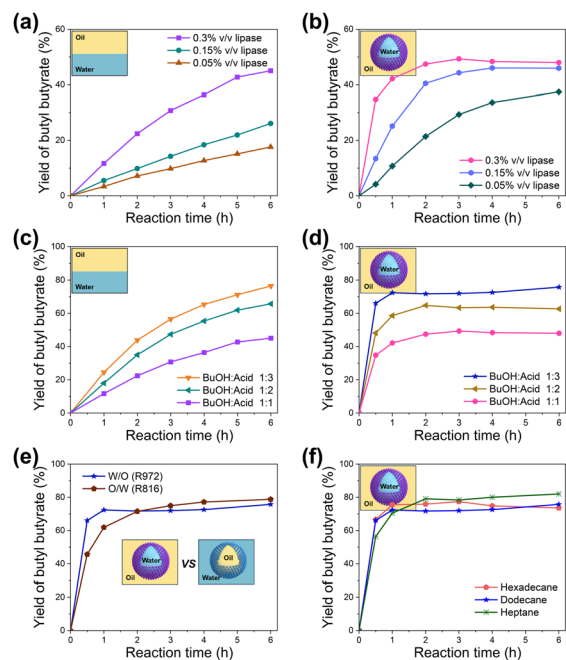 (a)
Yield of butyl butyrate (%)
60
40
20
0
Oil
Water
0.3% v/v lipase
0.15% v/v lipase
0.05% v/v lipase
0 1 2 3 4 5 6
Reaction time (h)
(b)
Yield of butyl butyrate (%)
60
40
20
0
Water
Oil
0.3% v/v lipase
0.15% v/v lipase
0.05% v/v lipase
0 1 2 3 4 5 6
Reaction time (h)
(c)
Yield of butyl butyrate (%)
100
80
60
40
20
0
Oil
Water
BuOH:Acid 1:3
BuOH:Acid 1:2
BuOH:Acid 1:1
0 1 2 3 4 5 6
Reaction time (h)
(d)
Yield of butyl butyrate (%)
100
80
60
40
20
0
Water
Oil
BuOH:Acid 1:3
BuOH:Acid 1:2
BuOH:Acid 1:1
0 1 2 3 4 5 6
Reaction time (h)
(e)
Yield of butyl butyrate (%)
100
80
60
40
20
0
W/O (R972)
O/W (R816)
Water
Oil
VS
Oil
Water
0 1 2 3 4 5 6
Reaction time (h)
(f)
Yield of butyl butyrate (%)
100
80
60
40
20
0
Water
Oil
Hexadecane
Dodecane
Heptane
0 1 2 3 4 5 6
Reaction time (h)